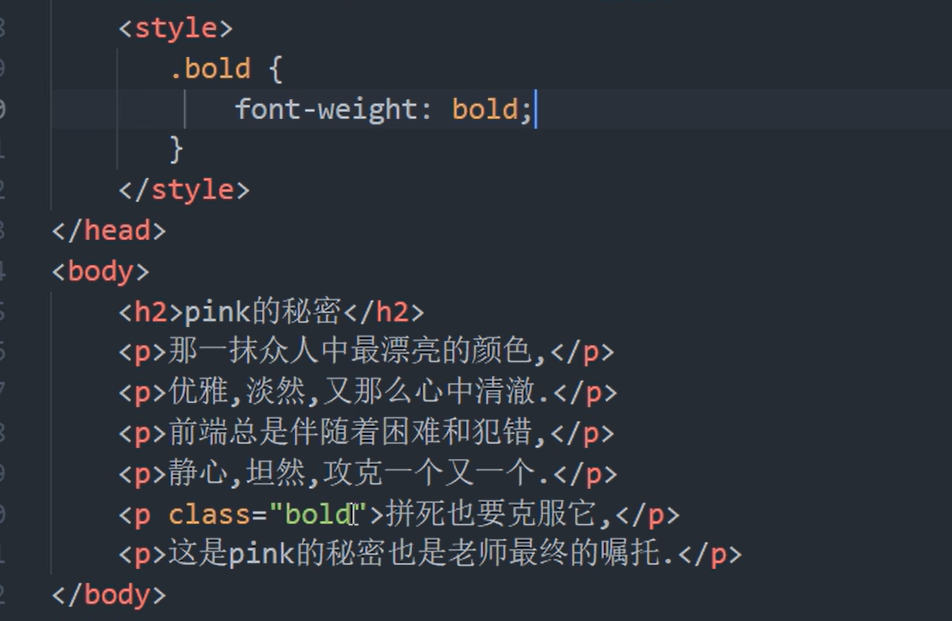 <style>
.bold {
font-weight: bold;
}
</style>
</head>
<body>
<h2>pink的秘密</h2>
<p>那一抹众人中最漂亮的颜色,</p>
<p>优雅,淡然,又那么心中清澈.</p>
<p>前端总是伴随着困难和犯错,</p>
<p>静心,坦然,攻克一个又一个.</p>
<p class="bold">拼死也要克服它,</p>
<p>这是pink的秘密也是老师最终的嘱托.</p>
</body>